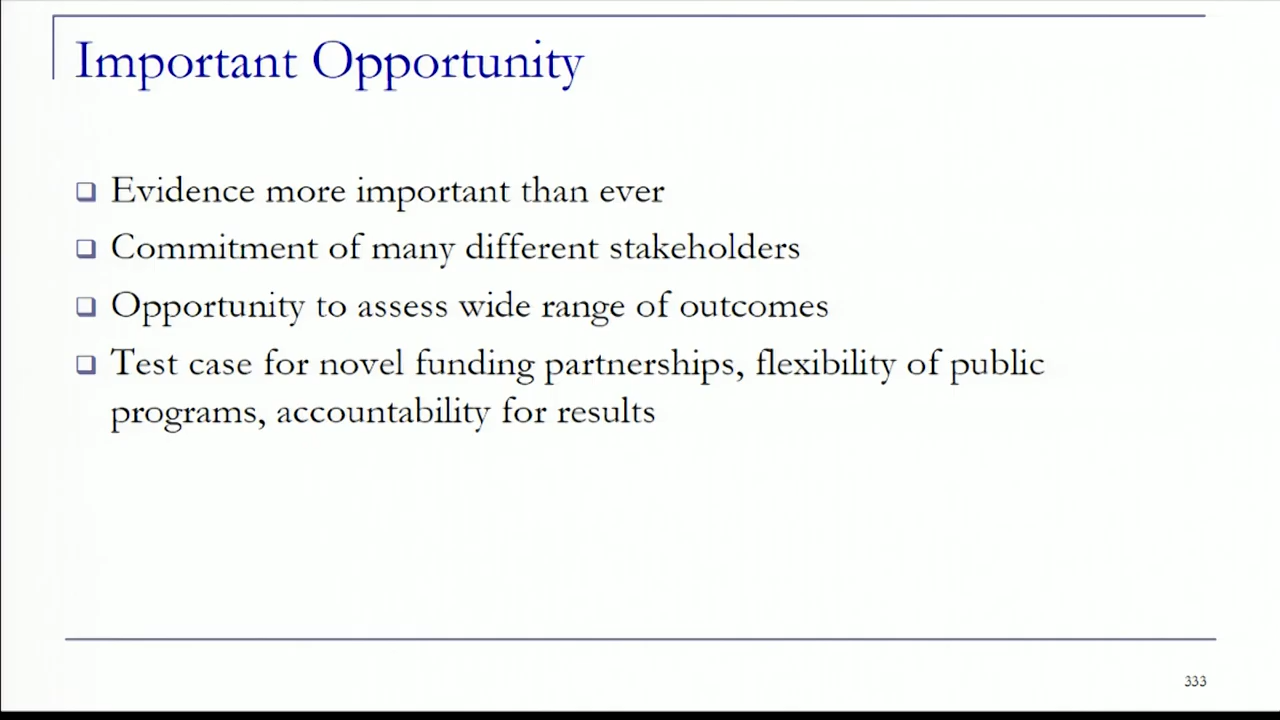 Important Opportunity
Evidence more important than ever
Commitment of many different stakeholders
Opportunity to assess wide range of outcomes
Test case for novel funding partnerships, flexibility of public
programs, accountability for results
333